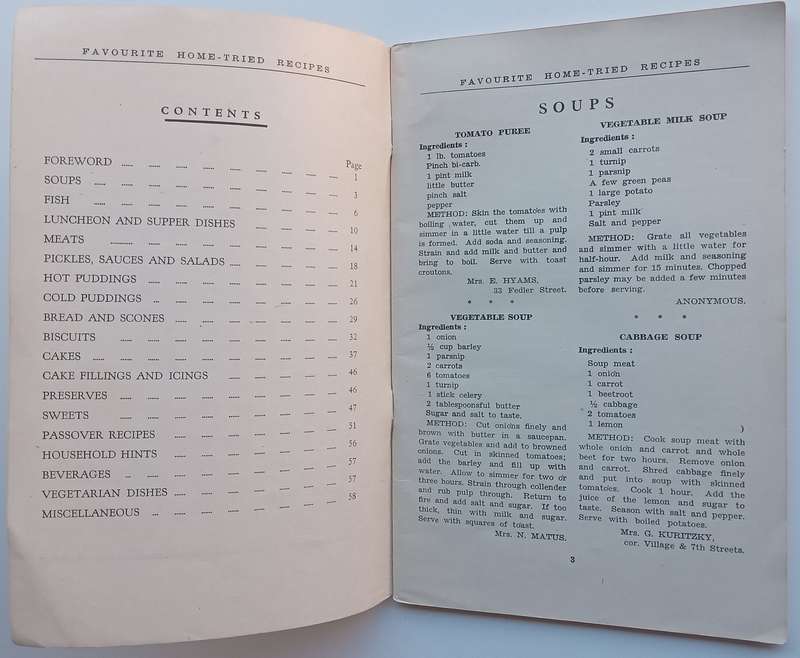 FAVOURITE HOME-TRIED RECIPES
CONTENTS
Page
FOREWORD 1
SOUPS 3
FISH 6
LUNCHEON AND SUPPER DISHES 10
MEATS 14
PICKLES, SAUCES AND SALADS 18
HOT PUDDINGS 21
COLD PUDDINGS 26
BREAD AND SCONES 29
BISCUITS 32
CAKES 37
CAKE FILLINGS AND ICINGS 46
PRESERVES 46
SWEETS 47
PASSOVER RECIPES 51
HOUSEHOLD HINTS 56
BEVERAGES 57
VEGETARIAN DISHES 57
MISCELLANEOUS 58
FAVOURITE HOME-TRIED RECIPES
SOUPS
TOMATO PUREE
Ingredients :
1 lb. tomatoes
Pinch bi-carb.
1 pint milk
little butter
pinch salt
pepper
METHOD: Skin the tomatoes with
boiling water, cut them up and
simmer in a little water till a pulp
is formed. Add soda and seasoning.
Strain and add milk and butter and
bring to boil. Serve with toast
croutons.
Mrs. E. HYAMS,
33 Fedler Street.
* * *
VEGETABLE SOUP
Ingredients :
1 onion
½ cup barley
1 parsnip
2 carrots
6 tomatoes
1 turnip
1 stick celery
2 tablespoonsful butter
Sugar and salt to taste.
METHOD: Cut onions finely and
brown with butter in a saucepan.
Grate vegetables and add to browned
onions. Cut in skinned tomatoes;
add the barley and fill up with
water. Allow to simmer for two or
three hours. Strain through collender
and rub pulp through. Return to
fire and add salt and sugar. If too
thick, thin with milk and sugar.
Serve with squares of toast.
Mrs. N. MATUS.
VEGETABLE MILK SOUP
Ingredients :
2 small carrots
1 turnip
1 parsnip
A few green peas
1 large potato
Parsley
1 pint milk
Salt and pepper
METHOD: Grate all vegetables
and simmer with a little water for
half-hour. Add milk and seasoning
and simmer for 15 minutes. Chopped
parsley may be added a few minutes
before serving.
ANONYMOUS.
* * *
CABBAGE SOUP
Ingredients :
Soup meat
1 onion
1 carrot
1 beetroot
½ cabbage
2 tomatoes
1 lemon
METHOD: Cook soup meat with
whole onion and carrot and whole
beet for two hours. Remove onion
and carrot. Shred cabbage finely
and put into soup with skinned
tomatoes. Cook 1 hour. Add the
juice of the lemon and sugar to
taste. Season with salt and pepper.
Serve with boiled potatoes.
Mrs. G. KURITZKY,
cor. Village & 7th Streets.
3